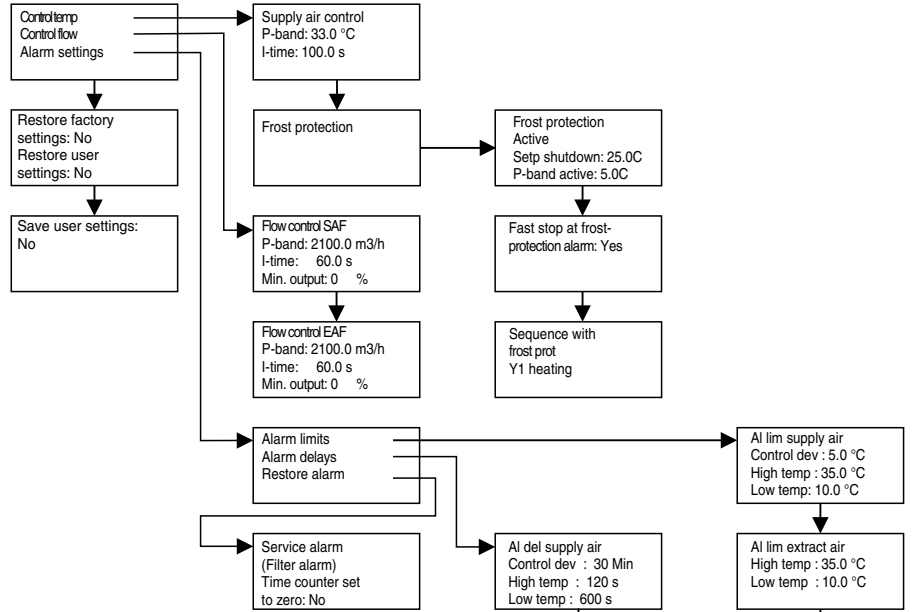 Control temp
Control flow
Alarm settings
Supply air control
P-band: 33.0 °C
I-time: 100.0 s
Restore factory
settings: No
Restore user
settings: No
Frost protection
Frost protection
Active
Setp shutdown: 25.0C
P-band active: 5.0C
Save user settings:
No
Flow control SAF
P-band: 2100.0 m3/h
I-time: 60.0 s
Min. output: 0 %
Fast stop at frost-
protection alarm: Yes
Flow control EAF
P-band: 2100.0 m3/h
I-time: 60.0 s
Min. output: 0 %
Sequence with
frost prot
Y1 heating
Alarm limits
Alarm delays
Restore alarm
Al lim supply air
Control dev : 5.0 °C
High temp : 35.0 °C
Low temp: 10.0 °C
Service alarm
(Filter alarm)
Time counter set
to zero: No
Al del supply air
Control dev : 30 Min
High temp : 120 s
Low temp : 600 s
Al lim extract air
High temp : 35.0 °C
Low temp : 10.0 °C